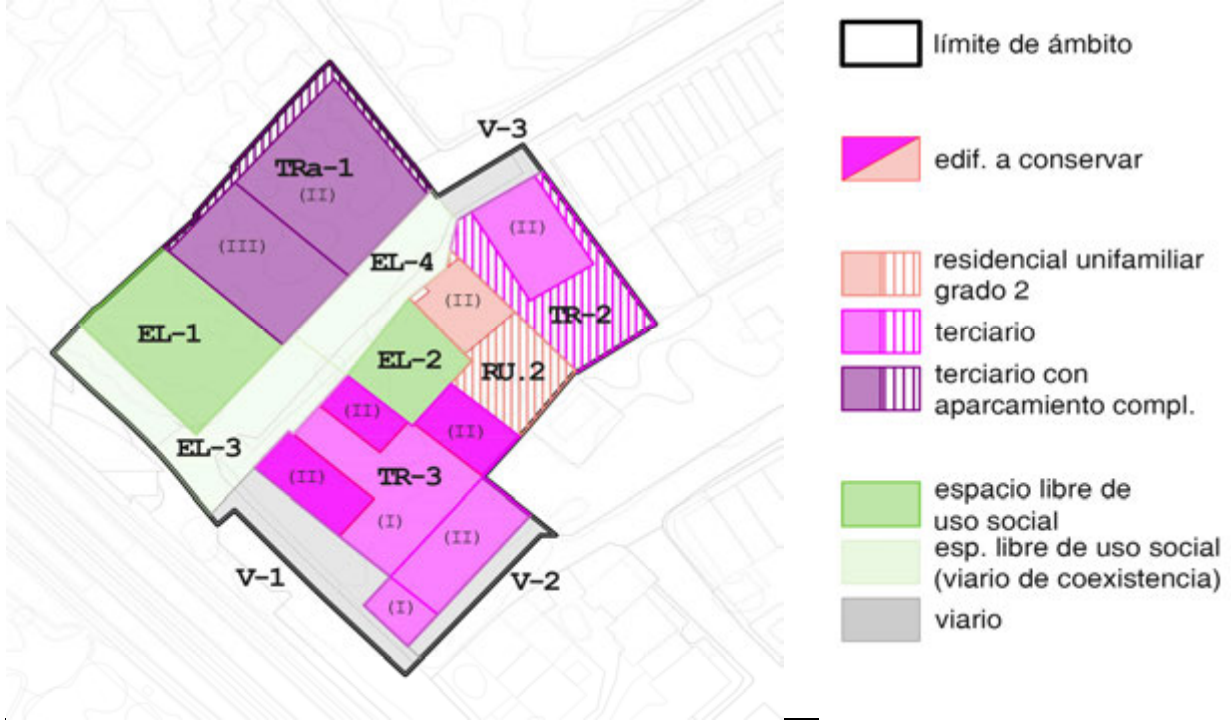 V-3
TRa-1
(II)
(II)
(III)
EL-4
(II)
TR-2
EL-1
EL-2
RU.2
(II)
(II)
EL-3
(II)
TR-3
(I)
(II)
V-1
V-2
(I)
límite de ámbito
edif. a conservar
residencial unifamiliar
grado 2
terciario
terciario con
aparcamiento compl.
espacio libre de
uso social
esp. libre de uso social
(viario de coexistencia)
viario